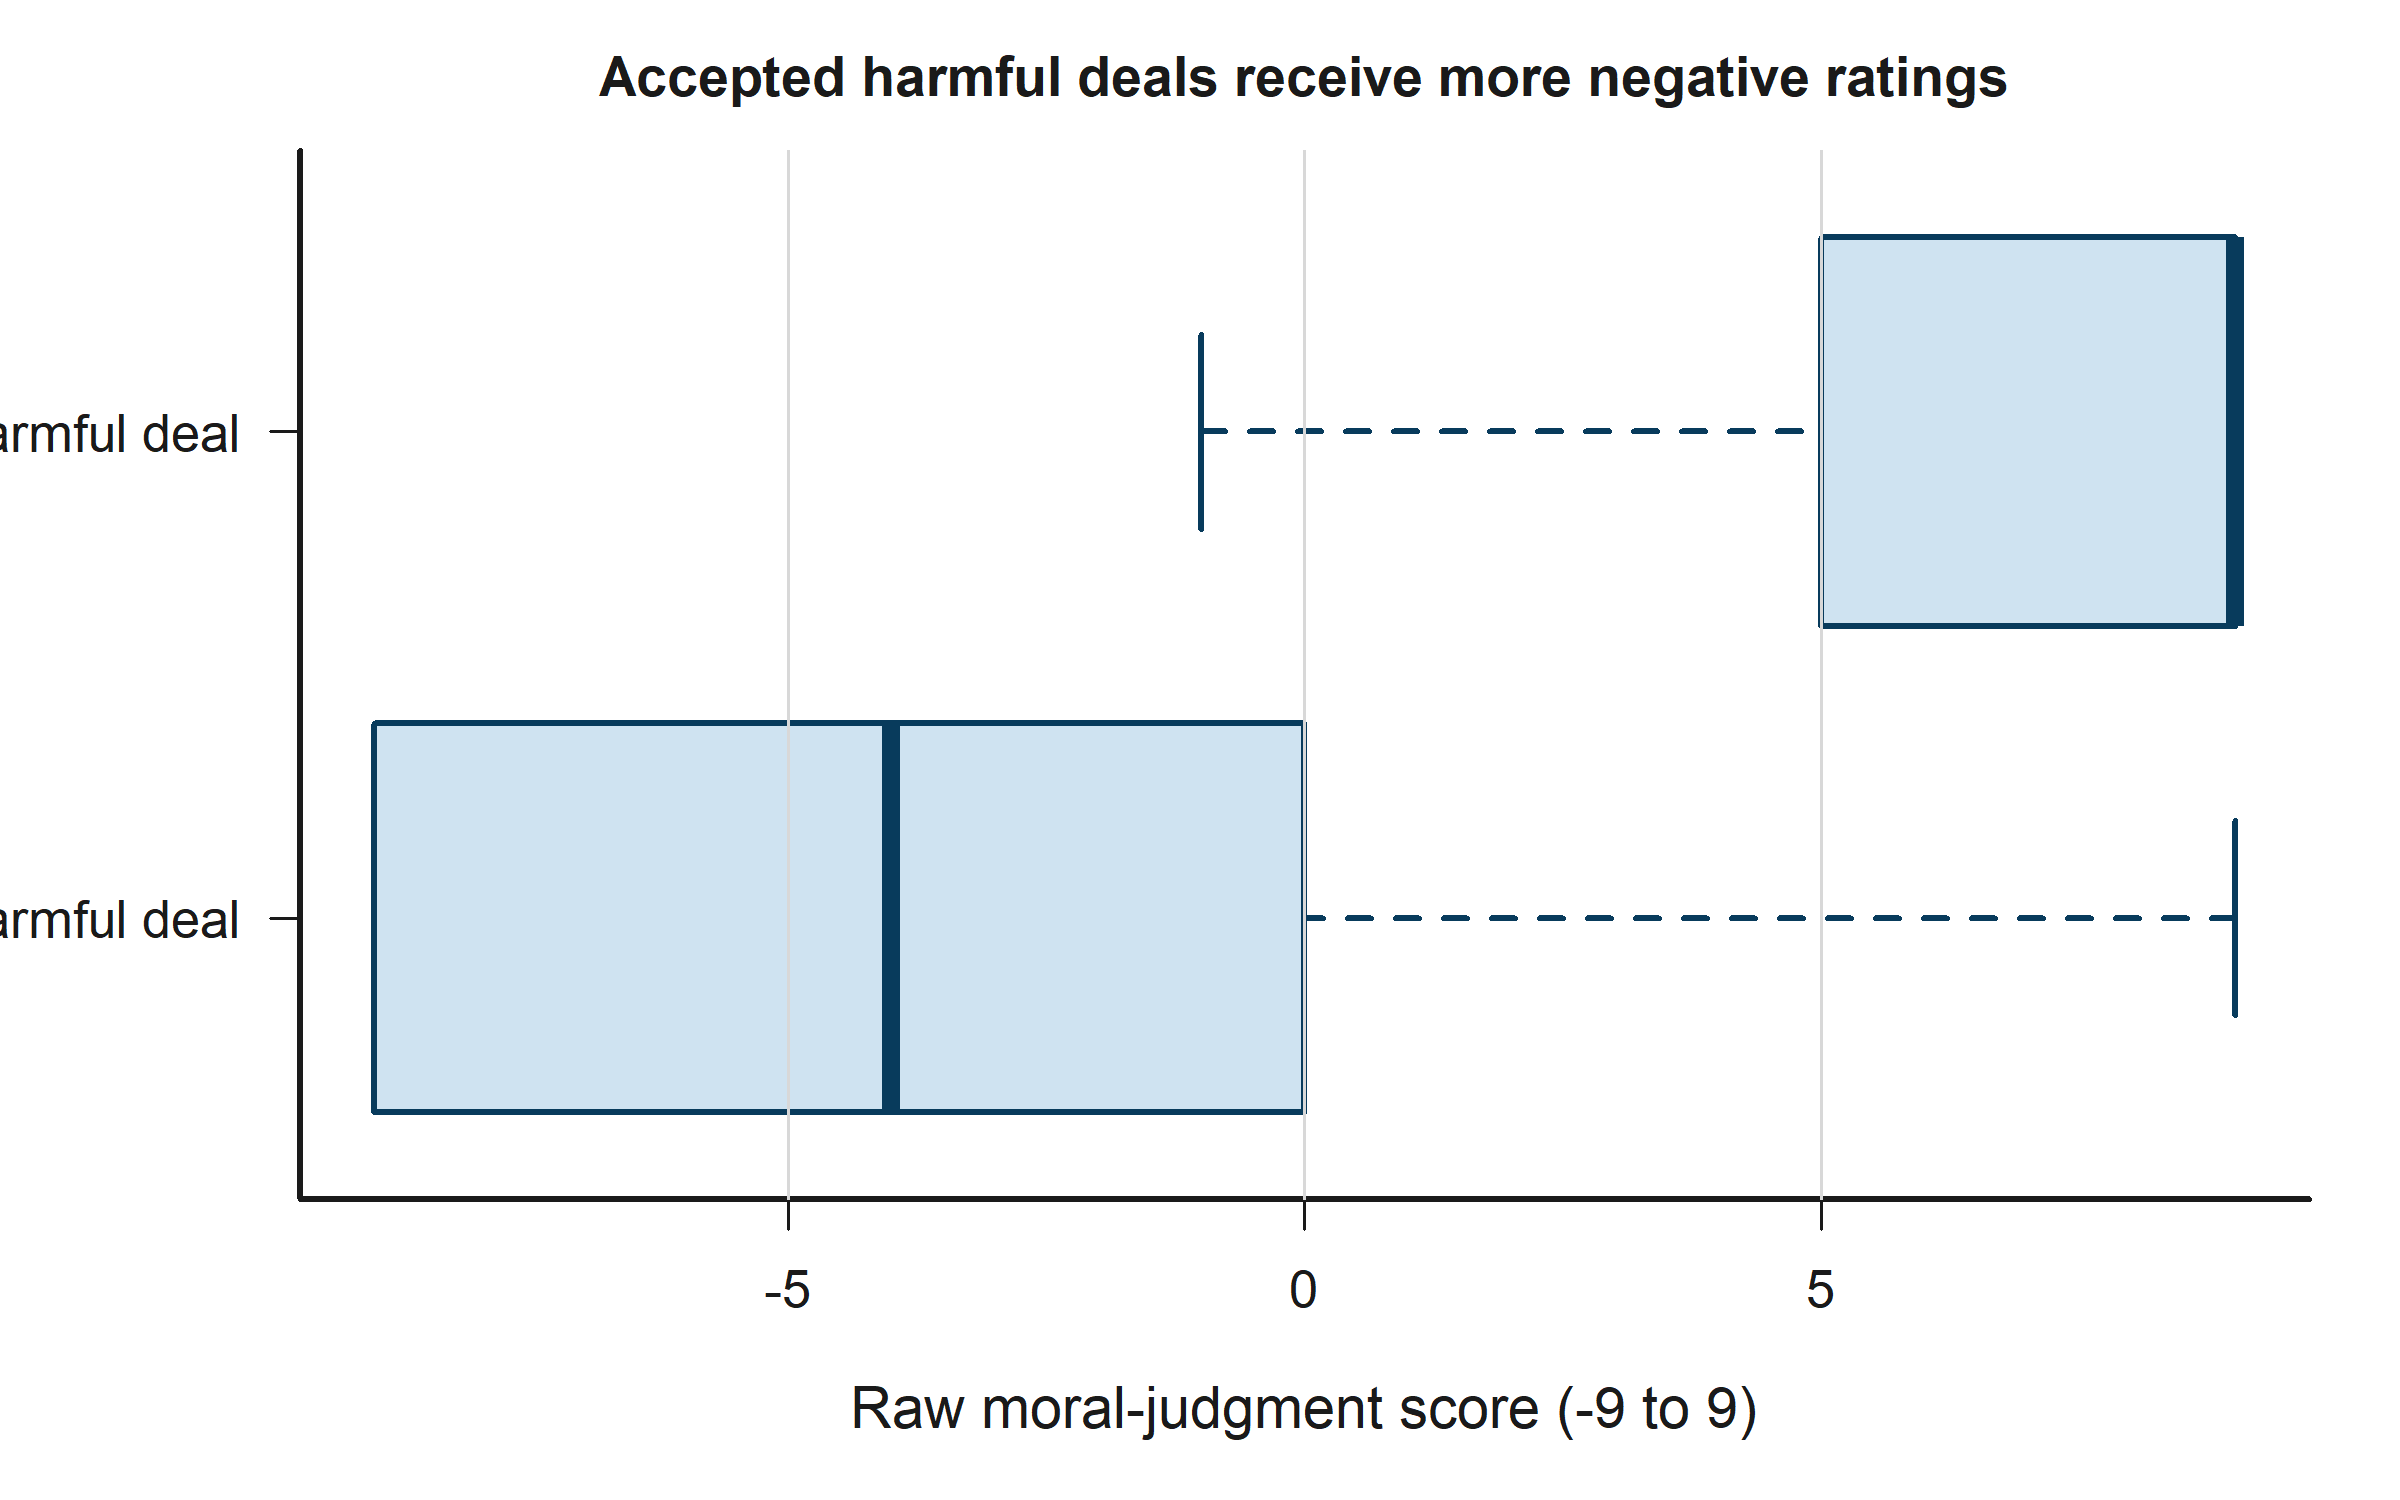 Accepted harmful deals receive more negative ratings
armful deal
armful deal
-5 0 5
Raw moral-judgment score (-9 to 9)